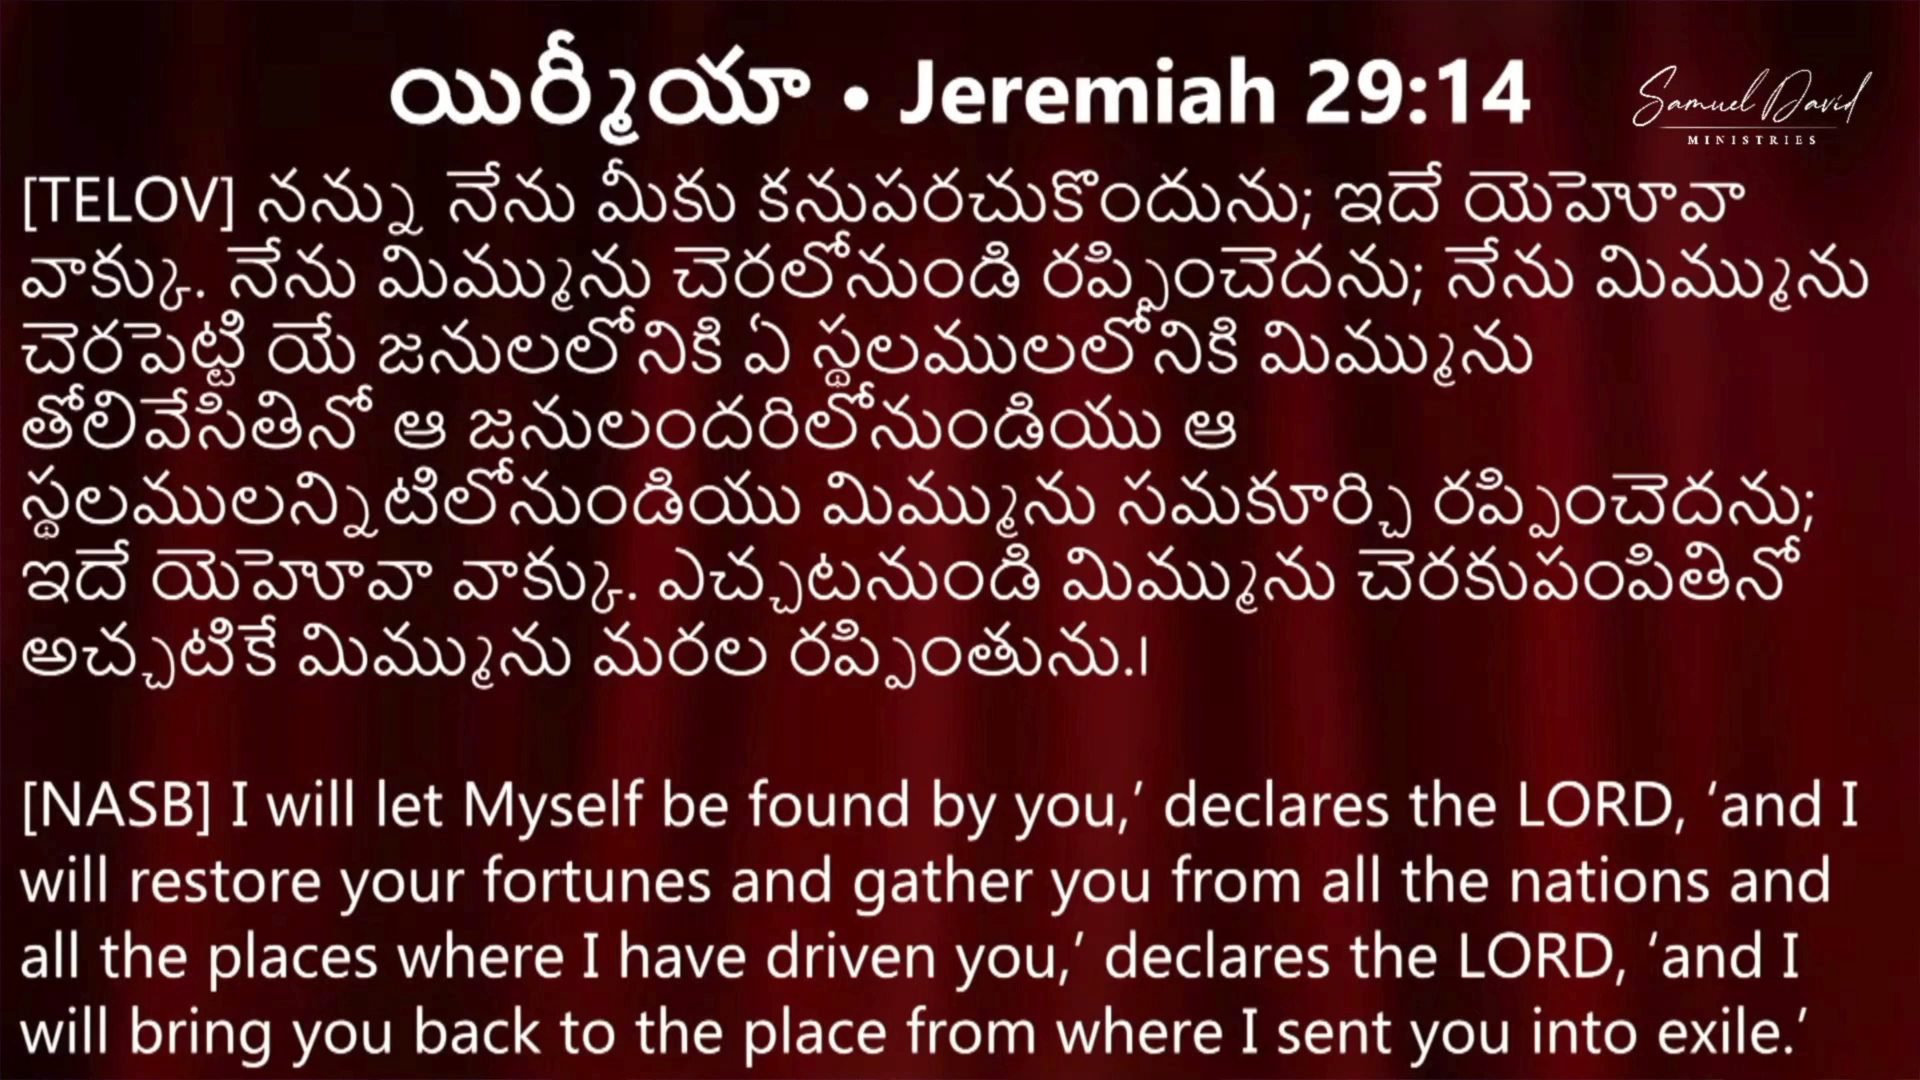 యిర్మీయా • Jeremiah 29:14
Samuel David
MINISTRIES
[TELOV] నన్ను నేను మీకు కనుపరచుకొందును; ఇదే యెహెూవా
వాక్కు. నేను మిమ్మును చెరలోనుండి రప్పించెదను; నేను మిమ్మును
చెరపెట్టి యే జనులలోనికి ఏ స్థలములలోనికి మిమ్మును
తోలివేసితినో ఆ జనులందరిలోనుండియు ఆ
స్థలములన్నిటిలోనుండియు మిమ్మును సమకూర్చి రప్పించెదను;
ఇదే యెహెూవా వాక్కు. ఎచ్చటనుండి మిమ్మును చెరకుపంపితినో
అచ్చటికే మిమ్మును మరల రప్పింతును.।
[NASB] I will let Myself be found by you,’ declares the LORD, ‘and I
will restore your fortunes and gather you from all the nations and
all the places where I have driven you,’ declares the LORD, ‘and I
will bring you back to the place from where I sent you into exile.’